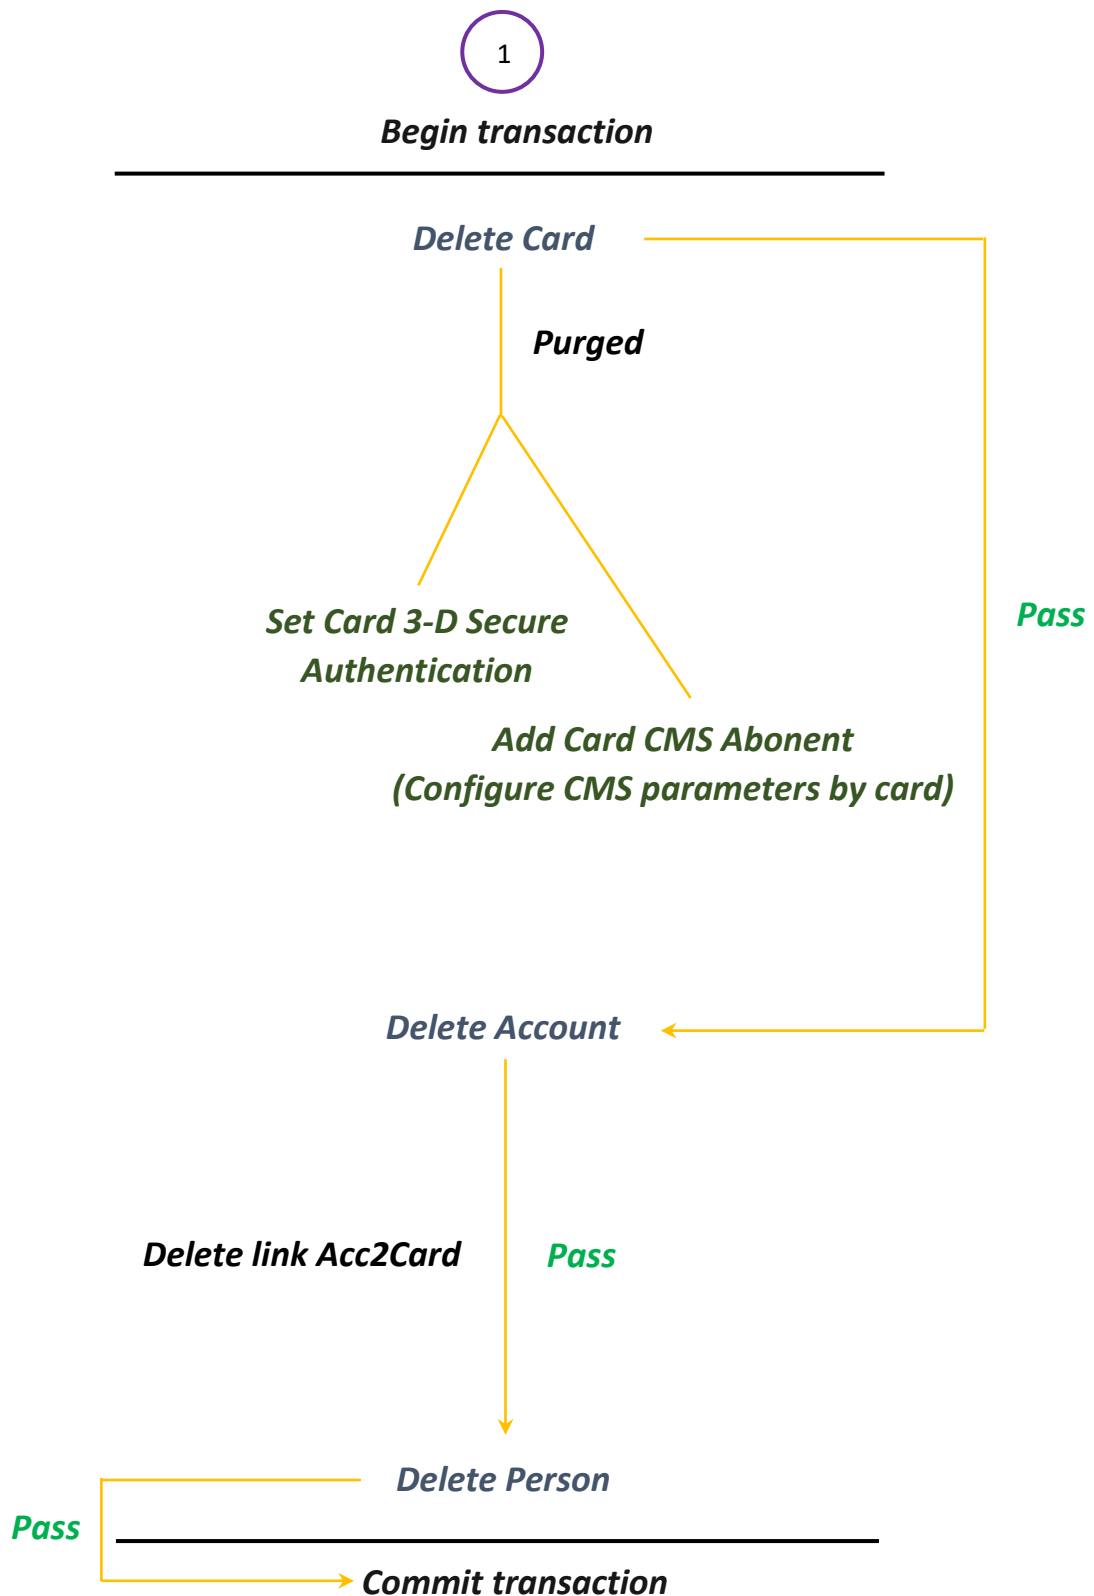 1
Begin transaction
Delete Card
Purged
Set Card 3-D Secure
Authentication
Pass
Add Card CMS Abonent
(Configure CMS parameters by card)
Delete Account
Delete link Acc2Card
Pass
Delete Person
Pass
Commit transaction